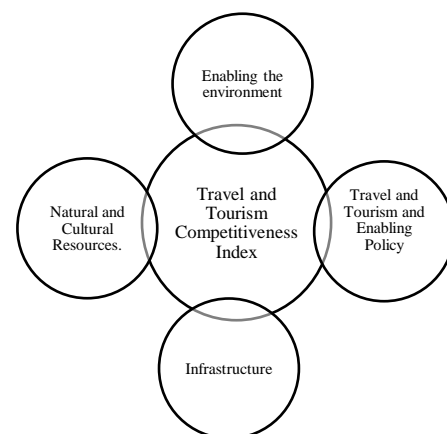 Enabling the
environment
Natural and
Cultural
Resources.
Travel and
Tourism
Competitiveness
Index
Travel and
Tourism and
Enabling
Policy
Infrastructure